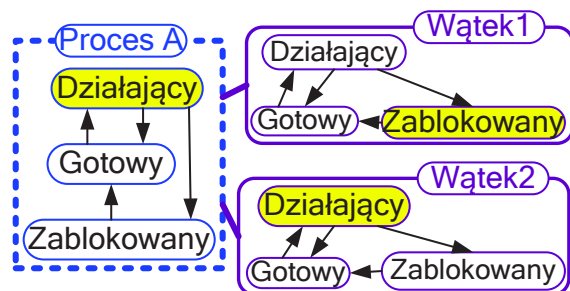 Proces A
Działający
Gotowy
Zablokowany
Wątek1
Działający
Gotowy
Zablokowany
Wątek2
Działający
Gotowy
Zablokowany